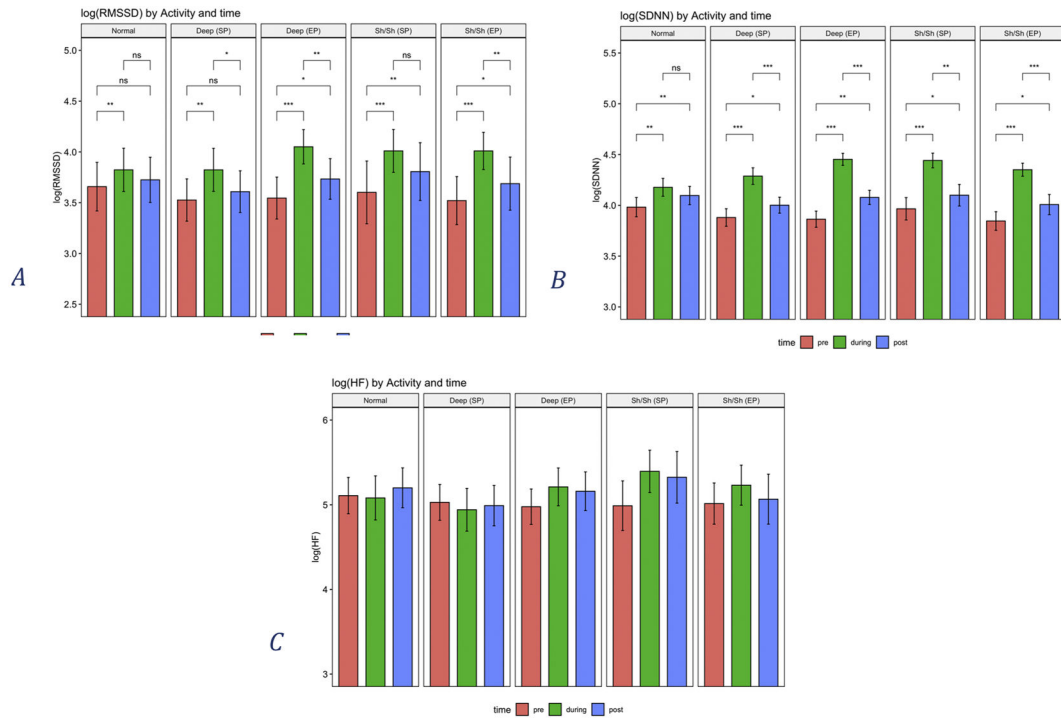 log(RMSSD) by Activity and time
Normal
Deep (SP)
Deep (EP)
Sh/Sh (SP)
Sh/Sh (EP)
log(RMSSD)
5.0
4.5
4.0
3.5
3.0
2.5
ns
ns
**
*
ns
**
**
*
***
ns
**
***
**
*
***
A
log(SDNN) by Activity and time
Normal
Deep (SP)
Deep (EP)
Sh/Sh (SP)
Sh/Sh (EP)
log(SDNN)
5.5
5.0
4.5
4.0
3.5
3.0
ns
**
**
***
*
***
***
**
***
**
*
***
***
*
***
B
time pre during post
log(HF) by Activity and time
Normal
Deep (SP)
Deep (EP)
Sh/Sh (SP)
Sh/Sh (EP)
log(HF)
6
5
4
3
C
time pre during post